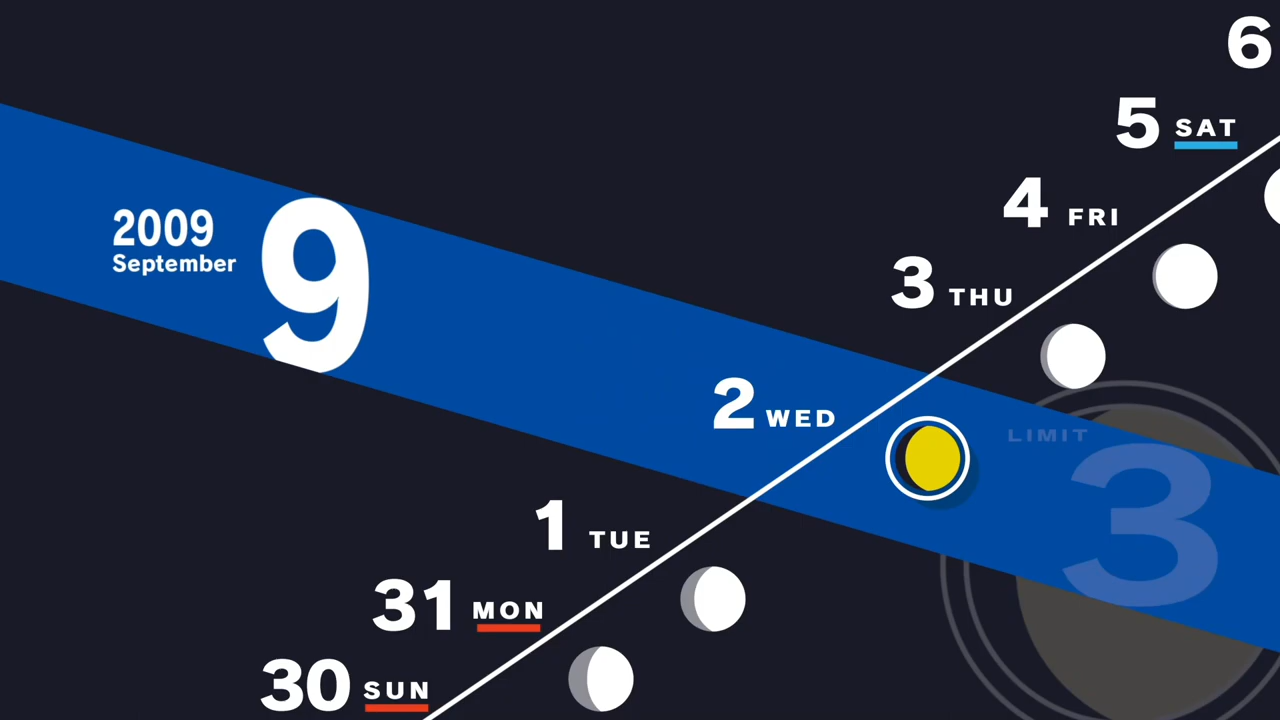 2009
September
9
6
5 SAT
4 FRI
3 THU
2 WED
1 TUE
31 MON
30 SUN
LIMIT
3